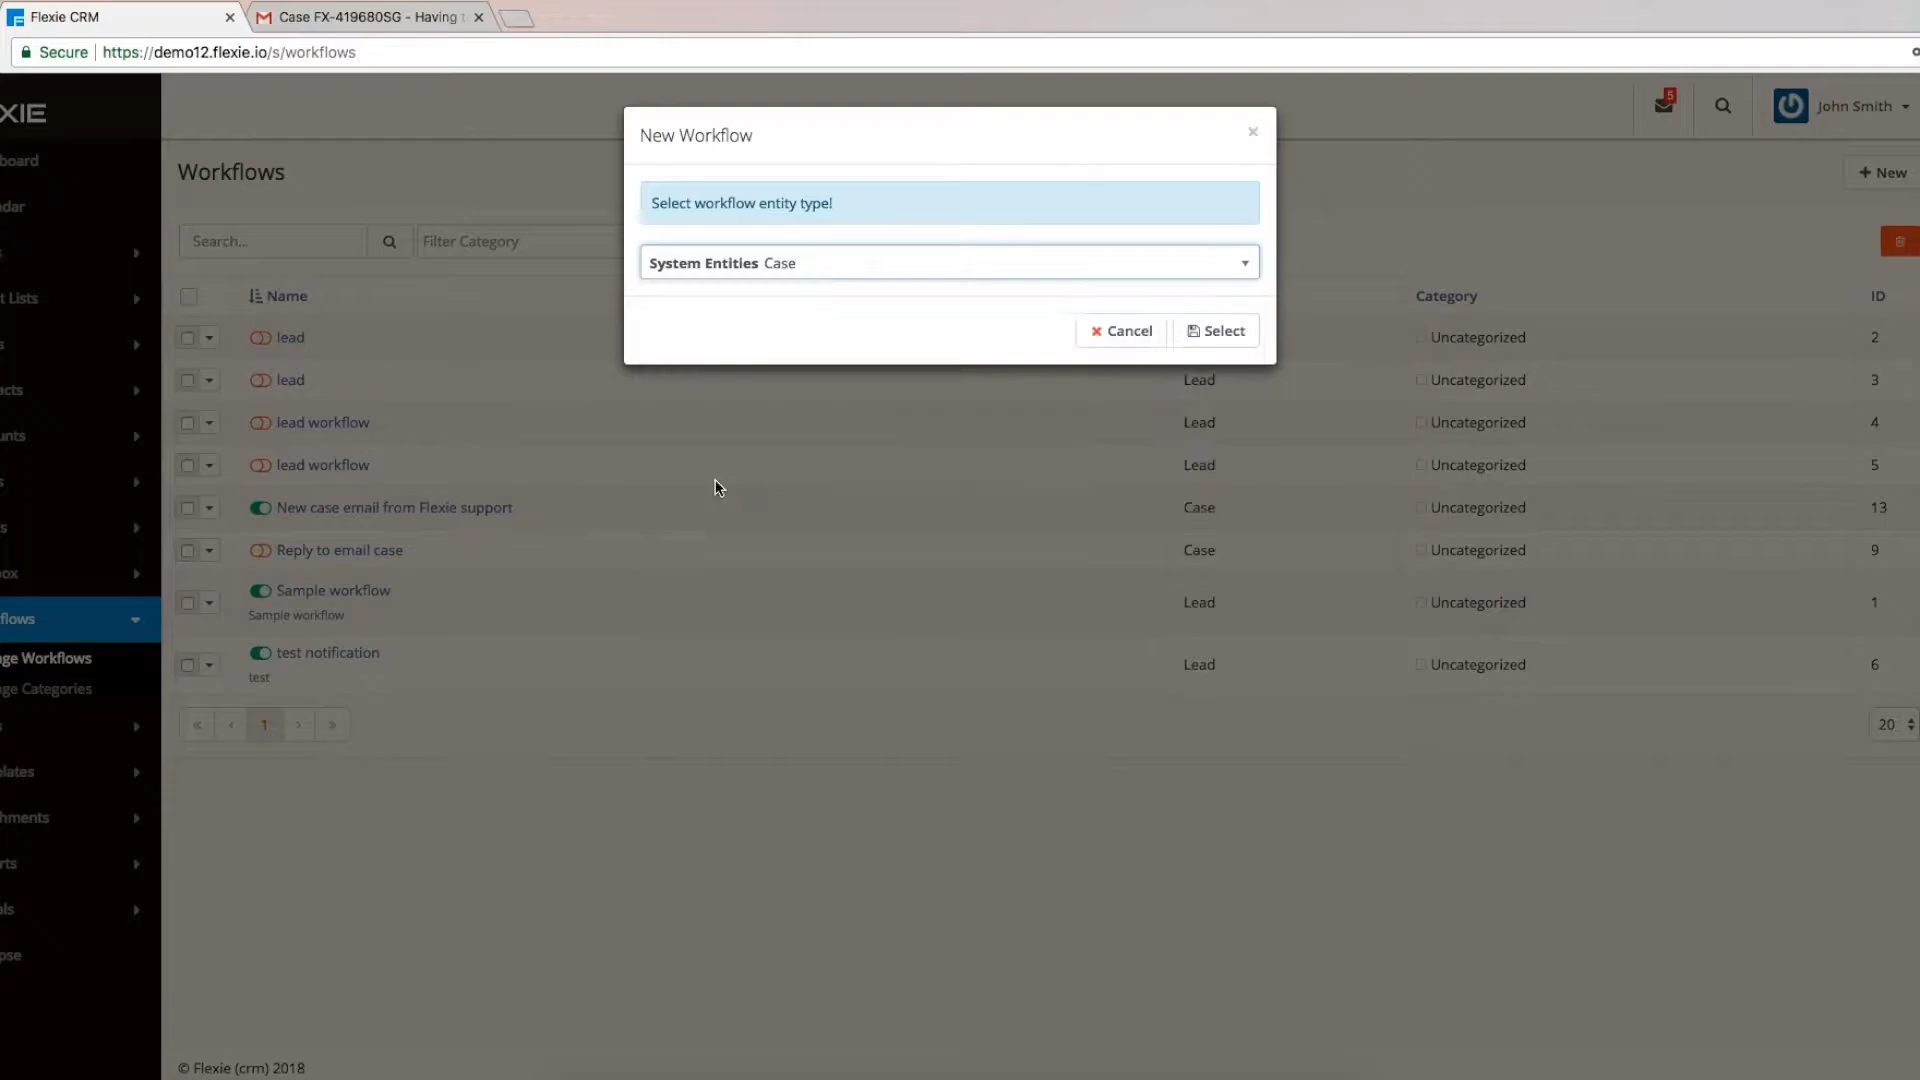 Flexie CRM
Case FX-419680SG - Having t
Secure https://demo12.flexie.io/s/workflows
XIE
5
John Smith
New Workflow
Select workflow entity type!
System Entities Case
Cancel
Select
Workflows
New
Search...
Filter Category
Name
Category
ID
lead
Uncategorized
2
lead
Lead
Uncategorized
3
lead workflow
Lead
Uncategorized
4
lead workflow
Lead
Uncategorized
5
New case email from Flexie support
Case
Uncategorized
13
Reply to email case
Case
Uncategorized
9
Sample workflow
Sample workflow
Lead
Uncategorized
1
test notification
test
Lead
Uncategorized
6
« ‹ 1 › »
20
board
dar
s
t Lists
s
acts
unts
s
s
ox
flows
ge Workflows
ge Categories
s
lates
hments
rts
als
pse
© Flexie (crm) 2018